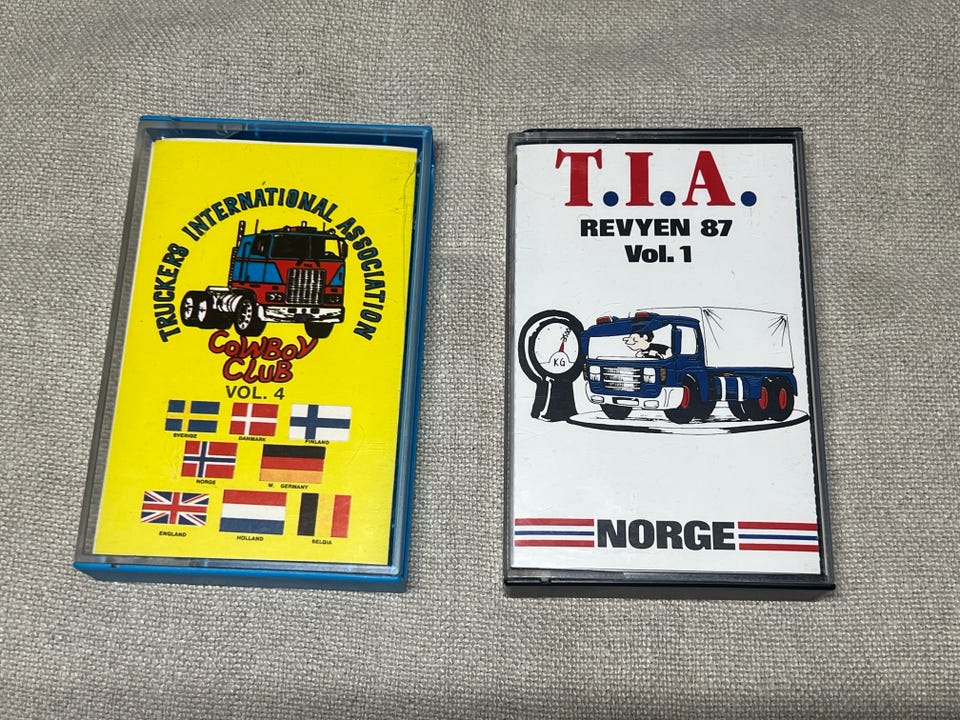 TRUCKERS INTERNATIONAL ASSOCIATION
COWBOY
CLUB
VOL. 4
SVERIGE DANMARK FINLAND
NORGE W. GERMANY
ENGLAND HOLLAND BELGIA
T.I.A.
REVYEN 87
Vol. 1
KG
NORGE